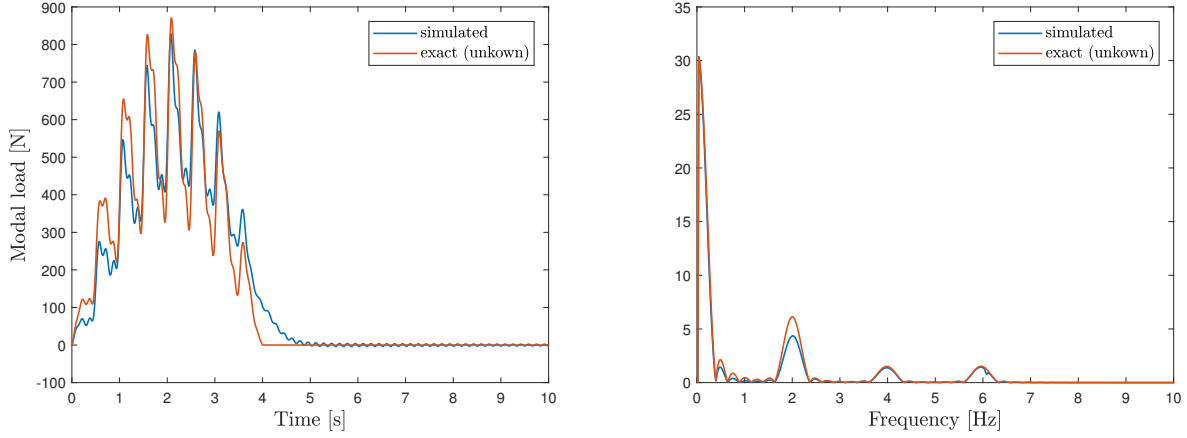 900
800
700
600
500
400
300
200
100
0
-100
0 1 2 3 4 5 6 7 8 9 10
Modal load [N]
Time [s]
simulated
exact (unkown)
35
30
25
20
15
10
5
0
0 1 2 3 4 5 6 7 8 9 10
Frequency [Hz]
simulated
exact (unknown)